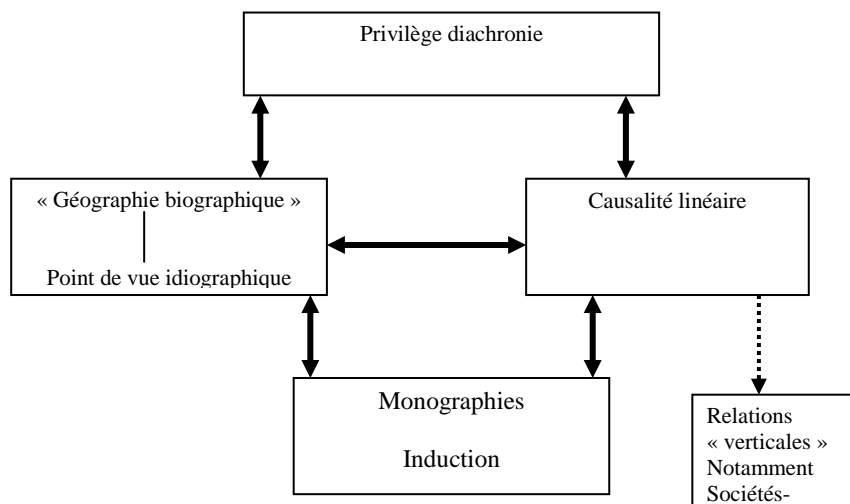 Privilège diachronie
« Géographie biographique »
Point de vue idiographique
Causalité linéaire
Monographies
Induction
Relations
« verticales »
Notamment
Sociétés-